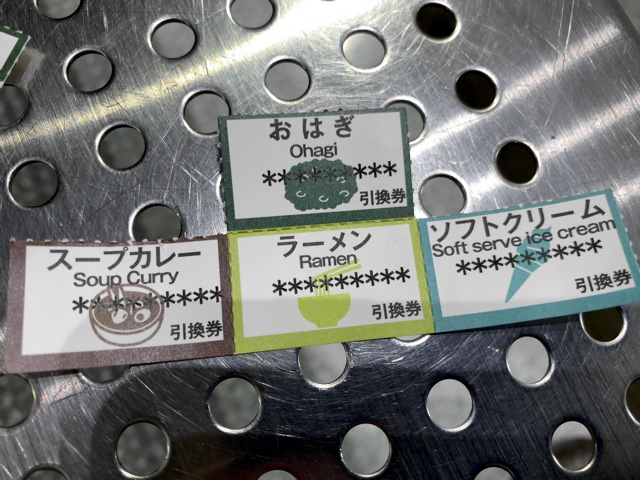 おはぎ
Ohagi
*********
引換券
スープカレー
Soup Curry
**********
引換券
ラーメン
Ramen
*********
引換券
ソフトクリーム
Soft serve ice cream
*********
引換券